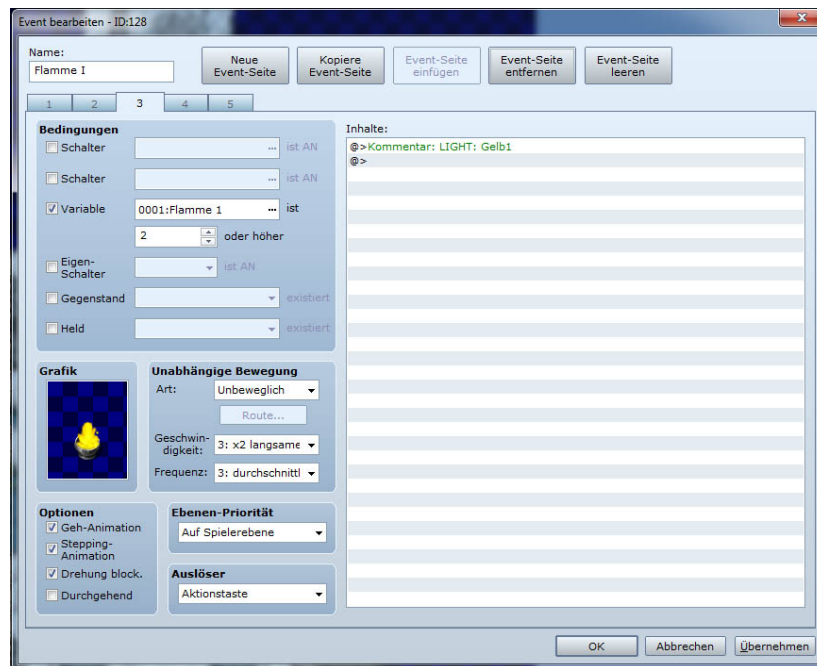 Event bearbeiten - ID:128
Name:
Flamme I
Neue
Event-Seite
Kopiere
Event-Seite
Event-Seite
einfügen
Event-Seite
entfernen
Event-Seite
leeren
1 2 3 4 5
Bedingungen
Schalter ... ist AN
Schalter ... ist AN
Variable 0001:Flamme 1 ... ist
2 oder höher
Eigen-
Schalter ist AN
Gegenstand existiert
Held existiert
Grafik
Unabhängige Bewegung
Art: Unbeweglich
Route...
Geschwin-
digkeit: 3: x2 langsame
Frequenz: 3: durchschnittl
Optionen
Geh-Animation
Stepping-
Animation
Drehung block.
Durchgehend
Ebenen-Priorität
Auf Spielerebene
Auslöser
Aktionstaste
Inhalte:
@>Kommentar: LIGHT: Gelb1
@>
OK Abbrechen Übernehmen